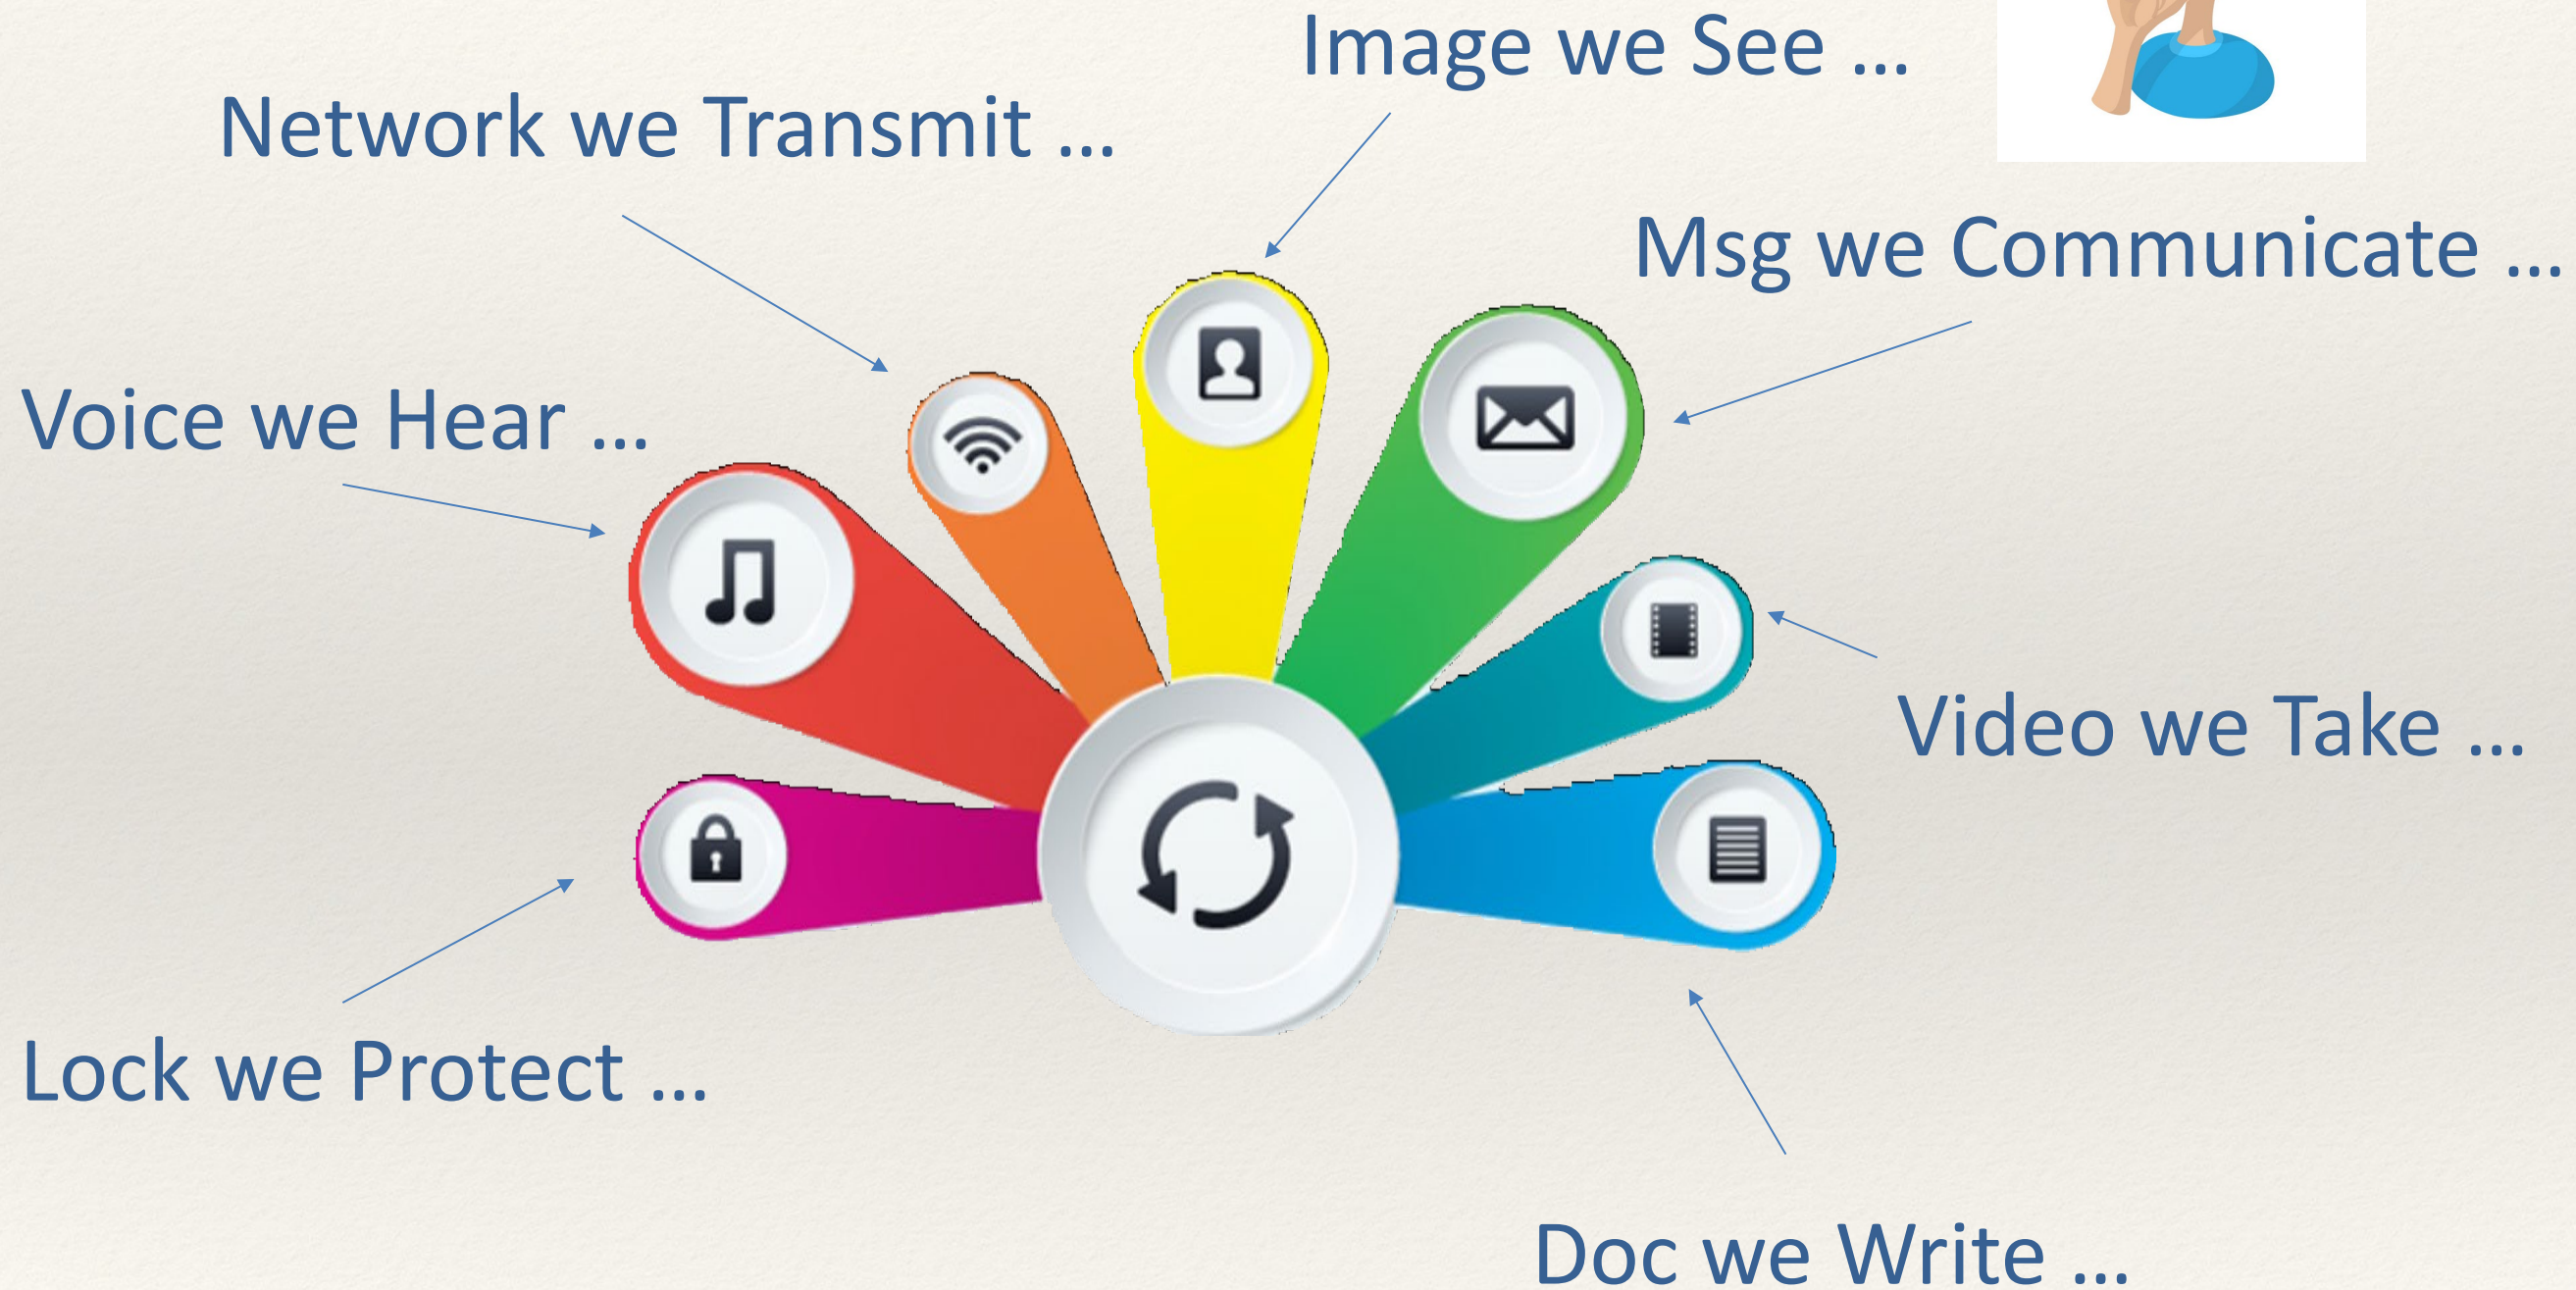 Image we See ...
Network we Transmit ...
Msg we Communicate ...
Voice we Hear ...
Video we Take ...
Lock we Protect ...
Doc we Write ...